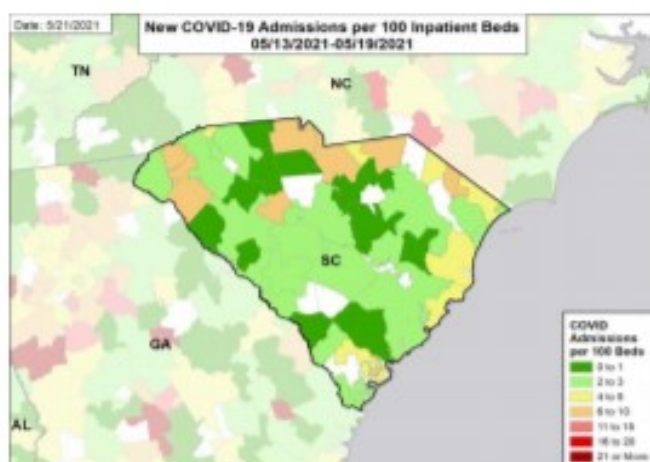 Date: 5/21/2021
New COVID-19 Admissions per 100 Inpatient Beds
05/13/2021-05/19/2021
TN
NC
SC
GA
AL
COVID
Admissions
per 100 Beds
0 to 1
2 to 3
4 to 5
6 to 10
11 to 15
16 to 20
21 or More